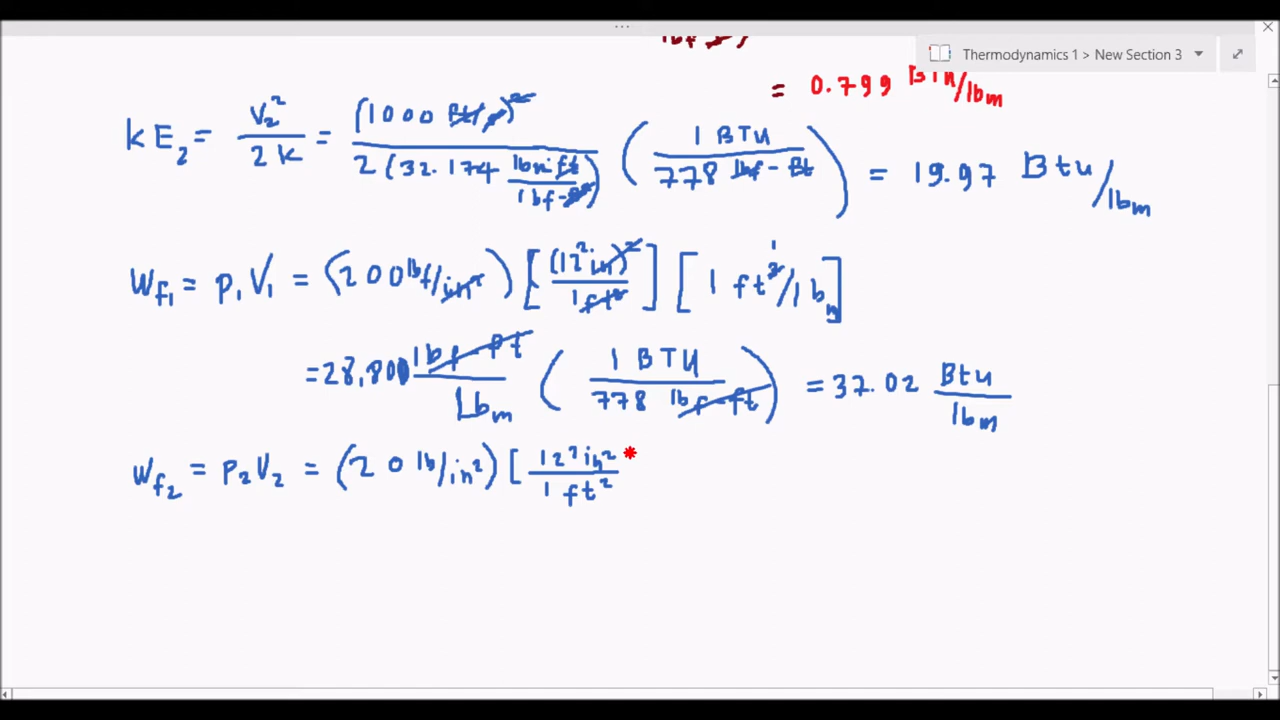 Thermodynamics 1 > New Section 3
= 0.799 /lbm
KE₂ = V₂²/2K = (1000 ft/s)²/2(32.174 lbm ft/lbf-s²) (1 BTU/778 lbf-ft) = 19.97 Btu/lbm
Wf₁ = P₁V₁ = (200 lbf/in²) [(12² in)²/1 ft²] [1 ft³/lbm] 1
= 28,800 lbf-ft/Lbm (1 BTU/778 lbf-ft) = 37.02 Btu/lbm
Wf₂ = P₂V₂ = (20 lb/in²) [12² in²/1 ft²